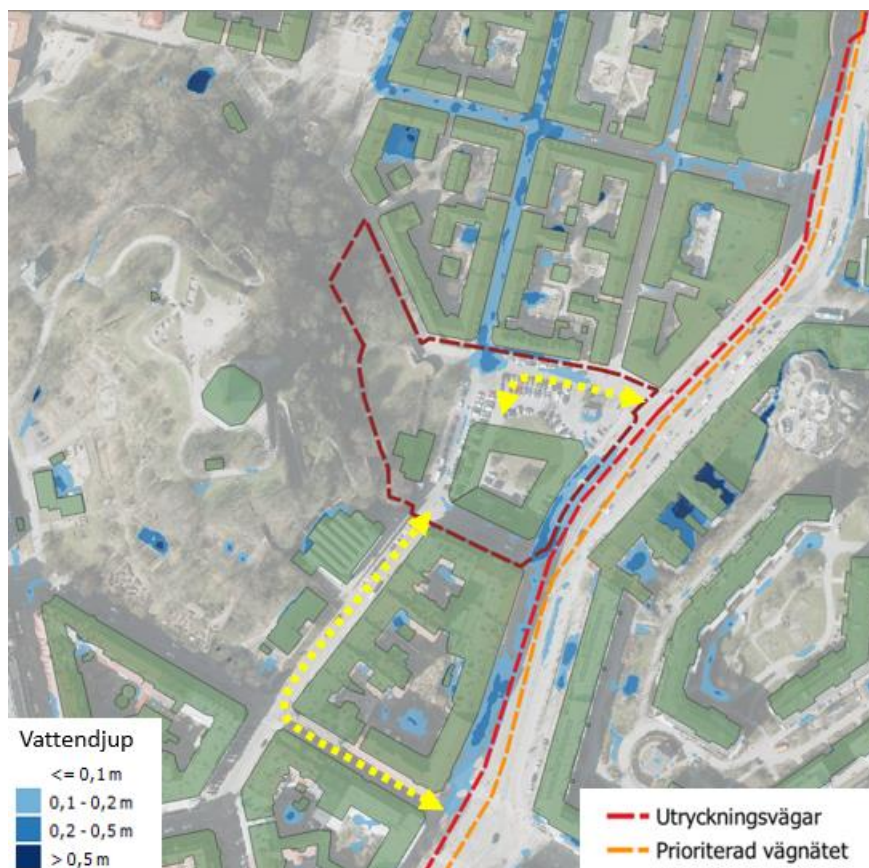 Vattendjup
<= 0,1 m
0,1 - 0,2 m
0,2 - 0,5 m
> 0,5 m
Utryckningsvägar
Prioriterad vägnätet